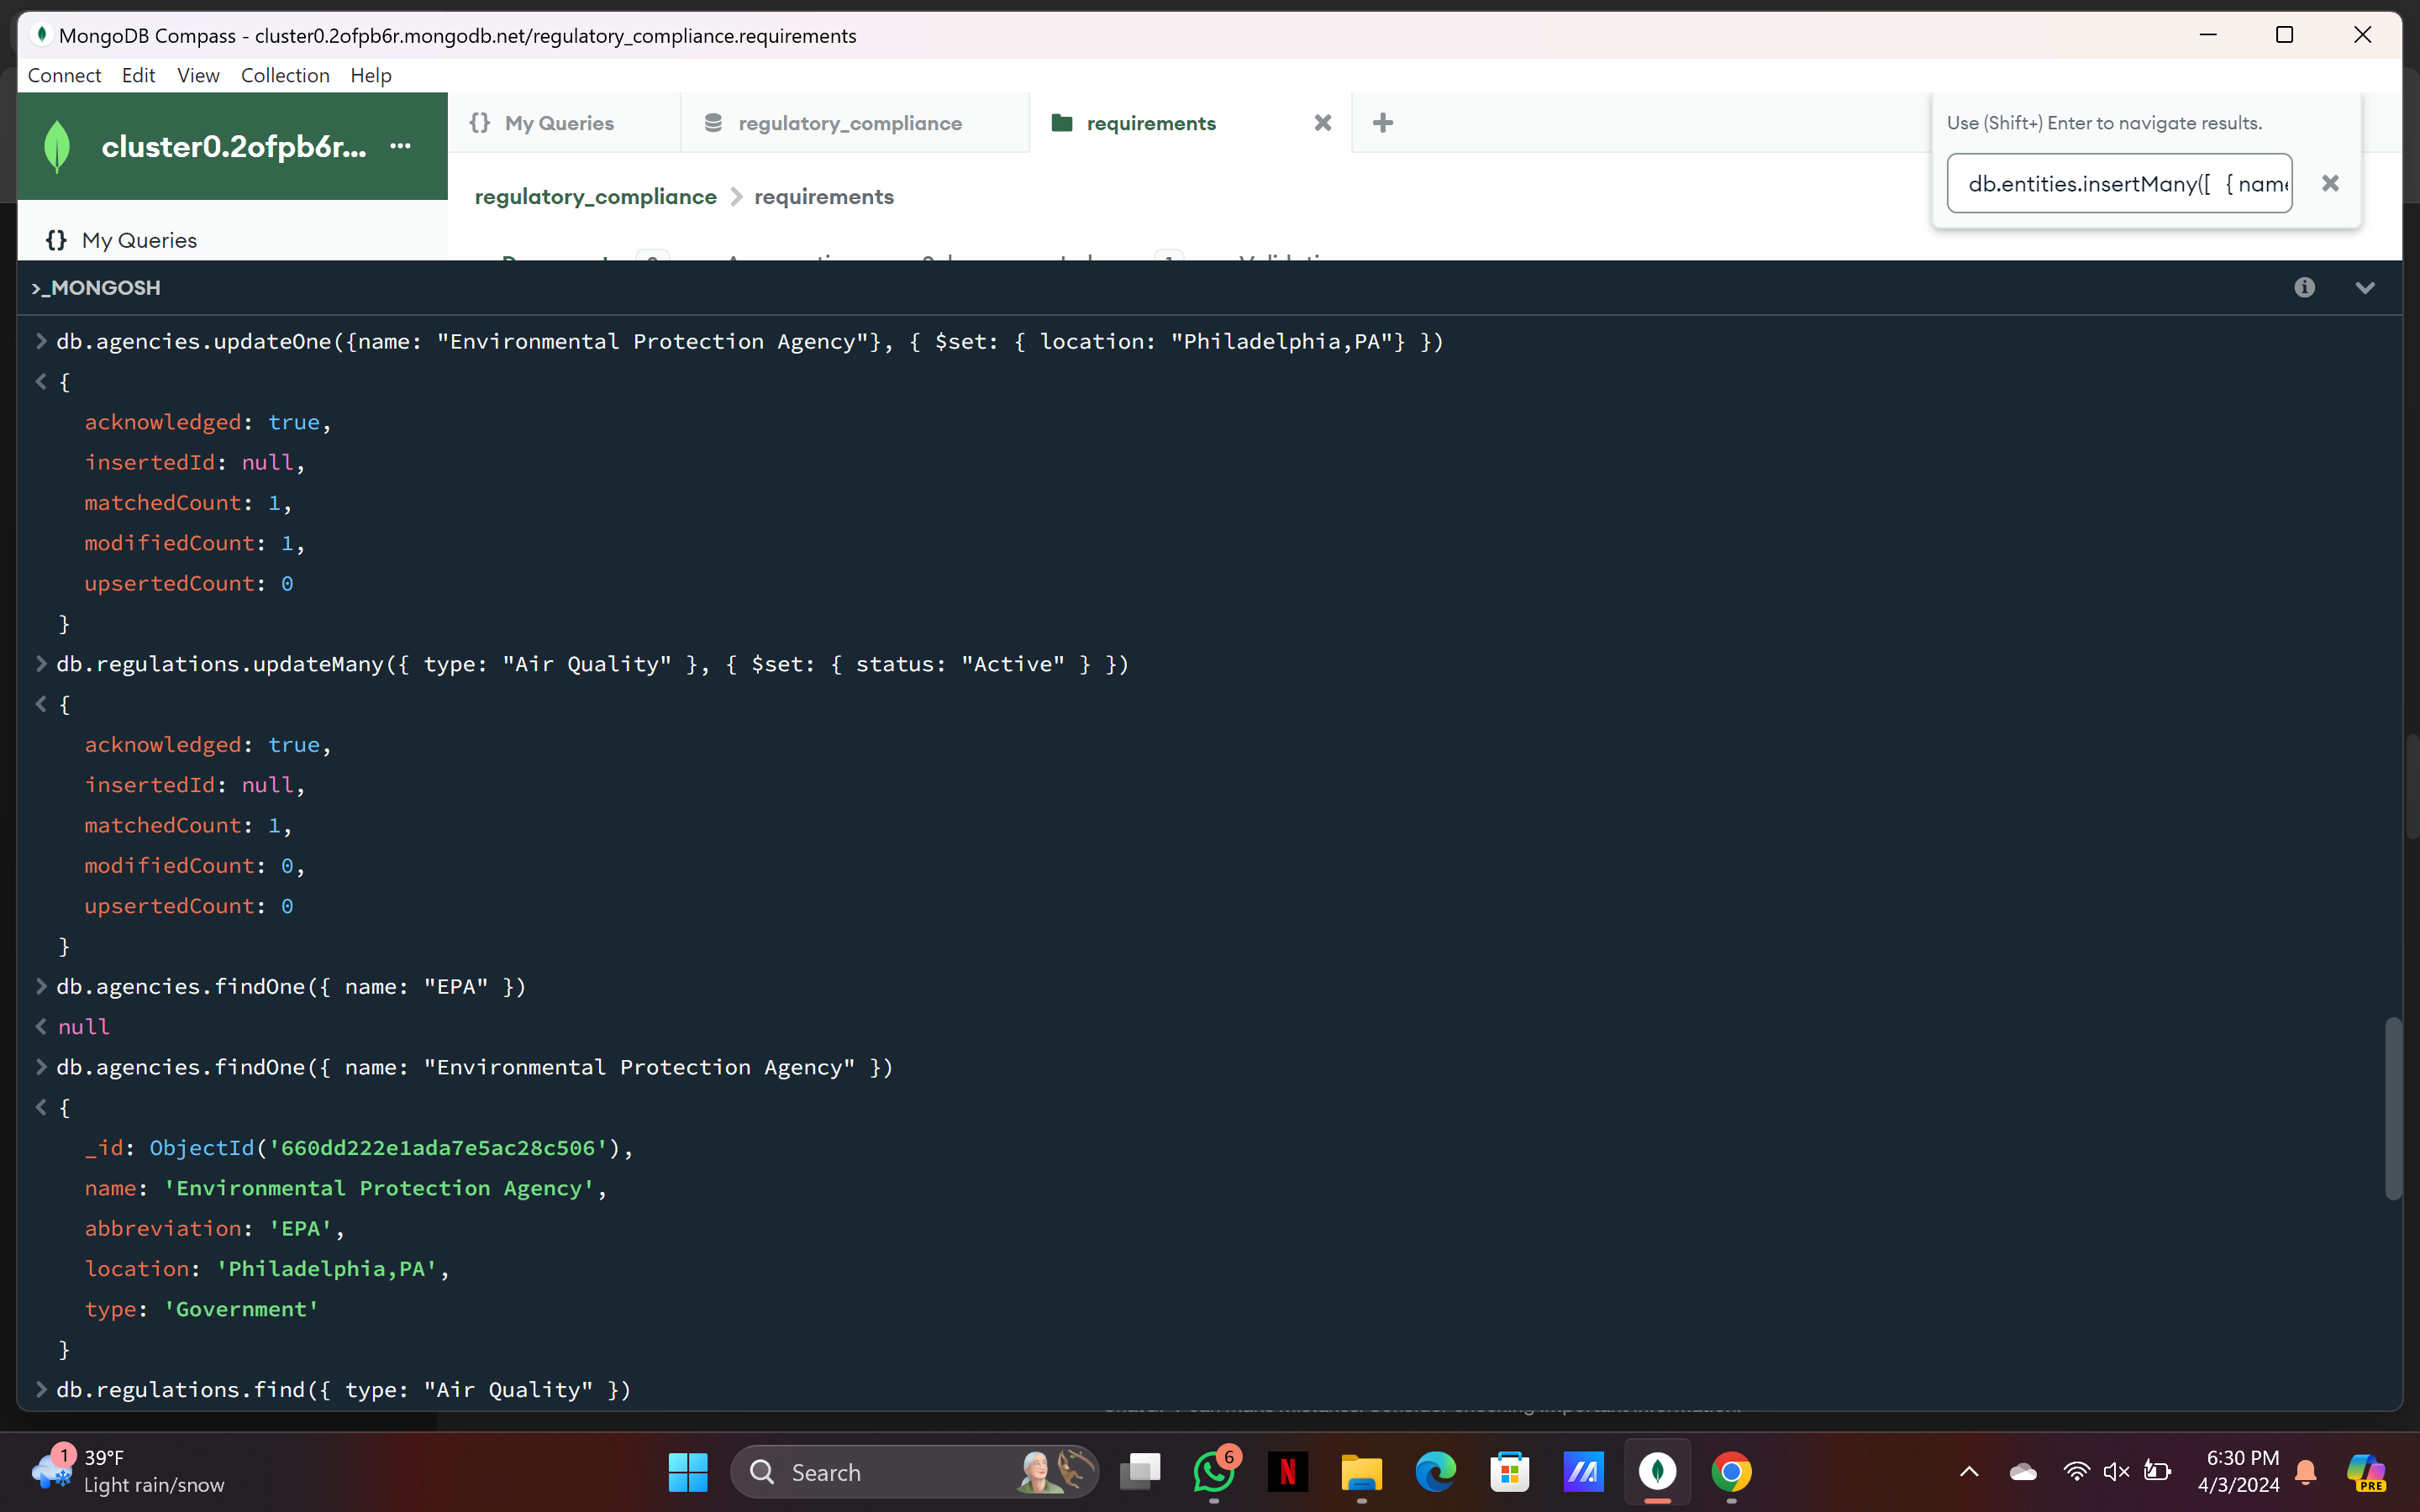 MongoDB Compass - cluster0.2ofpb6r.mongodb.net/regulatory_compliance.requirements
Connect Edit View Collection Help
cluster0.2ofpb6r... ···
{} My Queries
regulatory_compliance
requirements
Use (Shift+) Enter to navigate results.
db.entities.insertMany([ { name
regulatory_compliance > requirements
{} My Queries
>_MONGOSH
> db.agencies.updateOne({name: "Environmental Protection Agency"}, { $set: { location: "Philadelphia,PA"} })
< {
acknowledged: true,
insertedId: null,
matchedCount: 1,
modifiedCount: 1,
upsertedCount: 0
}
> db.regulations.updateMany({ type: "Air Quality" }, { $set: { status: "Active" } })
< {
acknowledged: true,
insertedId: null,
matchedCount: 1,
modifiedCount: 0,
upsertedCount: 0
}
> db.agencies.findOne({ name: "EPA" })
< null
> db.agencies.findOne({ name: "Environmental Protection Agency" })
< {
_id: ObjectId('660dd222e1ada7e5ac28c506'),
name: 'Environmental Protection Agency',
abbreviation: 'EPA',
location: 'Philadelphia,PA',
type: 'Government'
}
> db.regulations.find({ type: "Air Quality" })
1
39°F
Light rain/snow
Search
6
N
6:30 PM
4/3/2024
PRE